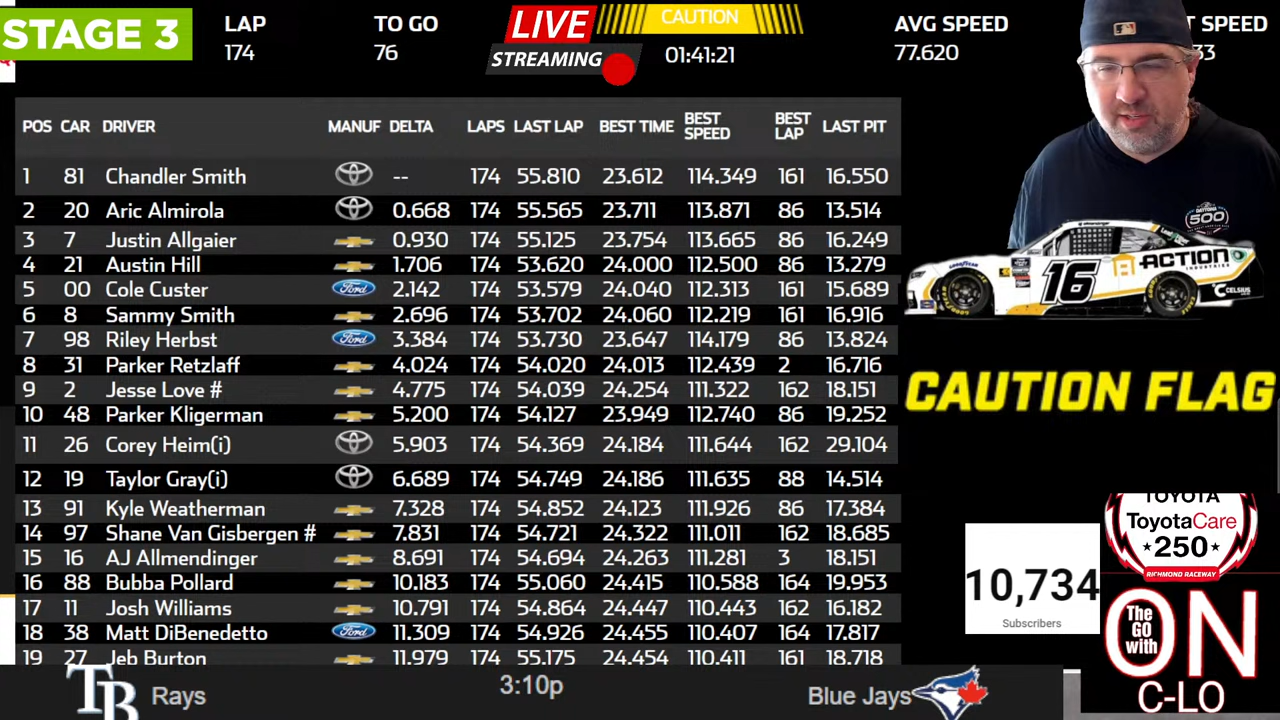 STAGE 3
LAP TO GO LIVE CAUTION AVG SPEED SPEED
174 76 STREAMING 01:41:21 77.620 33
POS CAR DRIVER MANUF DELTA LAPS LAST LAP BEST TIME BEST SPEED BEST LAP LAST PIT
1 81 Chandler Smith -- 174 55.810 23.612 114.349 161 16.550
2 20 Aric Almirola 0.668 174 55.565 23.711 113.871 86 13.514
3 7 Justin Allgaier 0.930 174 55.125 23.754 113.665 86 16.249
4 21 Austin Hill 1.706 174 53.620 24.000 112.500 86 13.279
5 00 Cole Custer Ford 2.142 174 53.579 24.040 112.313 161 15.689
6 8 Sammy Smith 2.696 174 53.702 24.060 112.219 161 16.916
7 98 Riley Herbst Ford 3.384 174 53.730 23.647 114.179 86 13.824
8 31 Parker Retzlaff 4.024 174 54.020 24.013 112.439 2 16.716
9 2 Jesse Love # 4.775 174 54.039 24.254 111.322 162 18.151
10 48 Parker Kligerman 5.200 174 54.127 23.949 112.740 86 19.252
11 26 Corey Heim(i) 5.903 174 54.369 24.184 111.644 162 29.104
12 19 Taylor Gray(i) 6.689 174 54.749 24.186 111.635 88 14.514
13 91 Kyle Weatherman 7.328 174 54.852 24.123 111.926 86 17.384
14 97 Shane Van Gisbergen # 7.831 174 54.721 24.322 111.011 162 18.685
15 16 AJ Allmendinger 8.691 174 54.694 24.263 111.281 3 18.151
16 88 Bubba Pollard 10.183 174 55.060 24.415 110.588 164 19.953
17 11 Josh Williams 10.791 174 54.864 24.447 110.443 162 16.182
18 38 Matt DiBenedetto Ford 11.309 174 54.926 24.455 110.407 164 17.817
19 27 Jeb Burton 11.979 174 55.175 24.454 110.411 161 18.718
DAYTONA
500
16 ACTION
INDUSTRIES
CELSIUS
CAUTION FLAG
TOYOTA
ToyotaCare
250
RICHMOND RACEWAY
10,734
Subscribers
The GO with ON
C-LO
TB Rays 3:10p Blue Jays